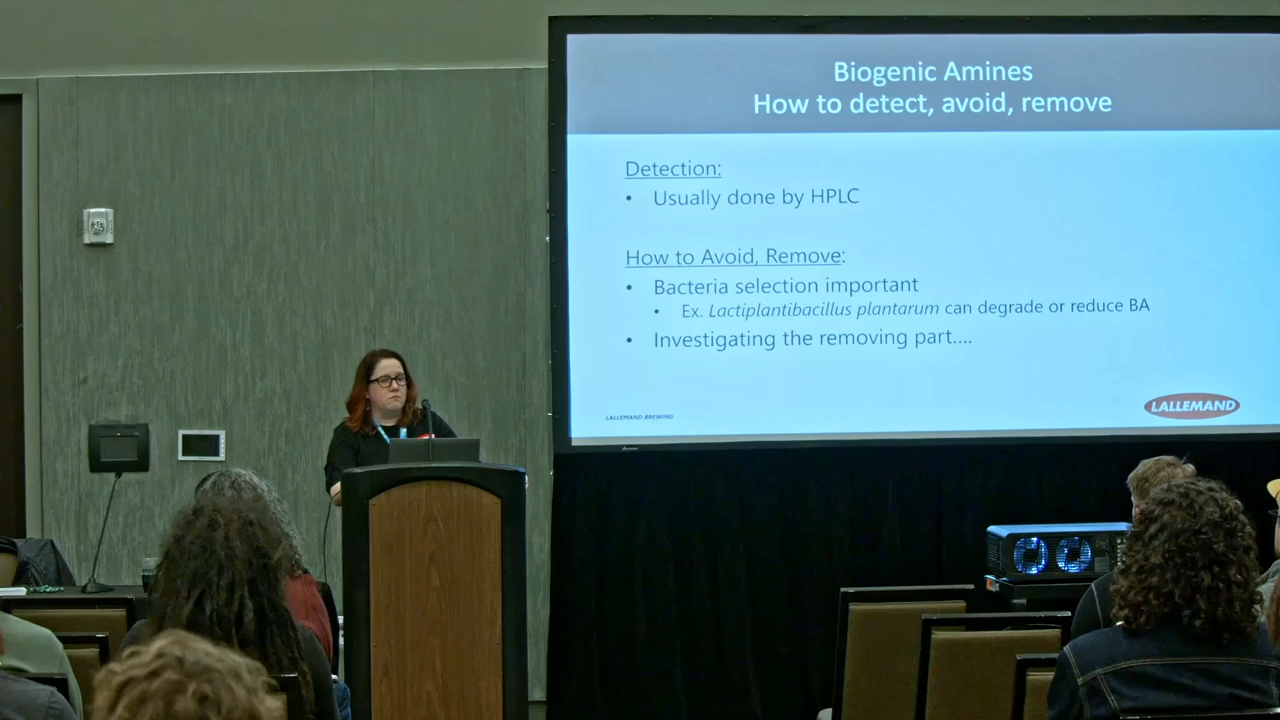 Biogenic Amines
How to detect, avoid, remove
Detection:
• Usually done by HPLC
How to Avoid, Remove:
• Bacteria selection important
• Ex. Lactiplantibacillus plantarum can degrade or reduce BA
• Investigating the removing part....
LALLEMAND BREWING
LALLEMAND